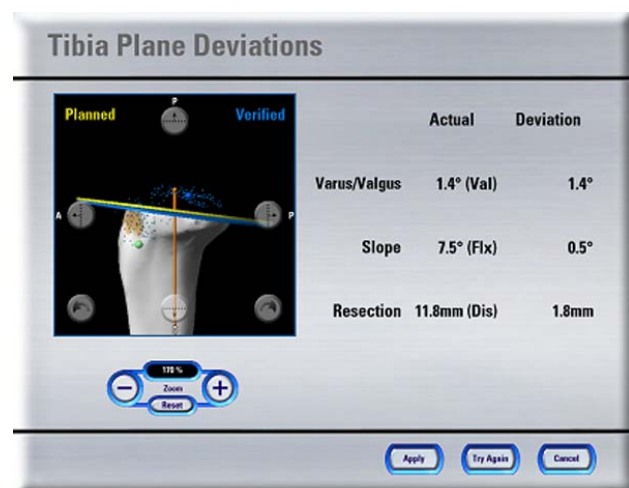 Tibia Plane Deviations
Planned P Verified
Actual Deviation
A P
Varus/Valgus 1.4° (Val) 1.4°
Slope 7.5° (Flx) 0.5°
Resection 11.8mm (Dis) 1.8mm
170 %
Zoom
Reset
Apply Try Again Cancel